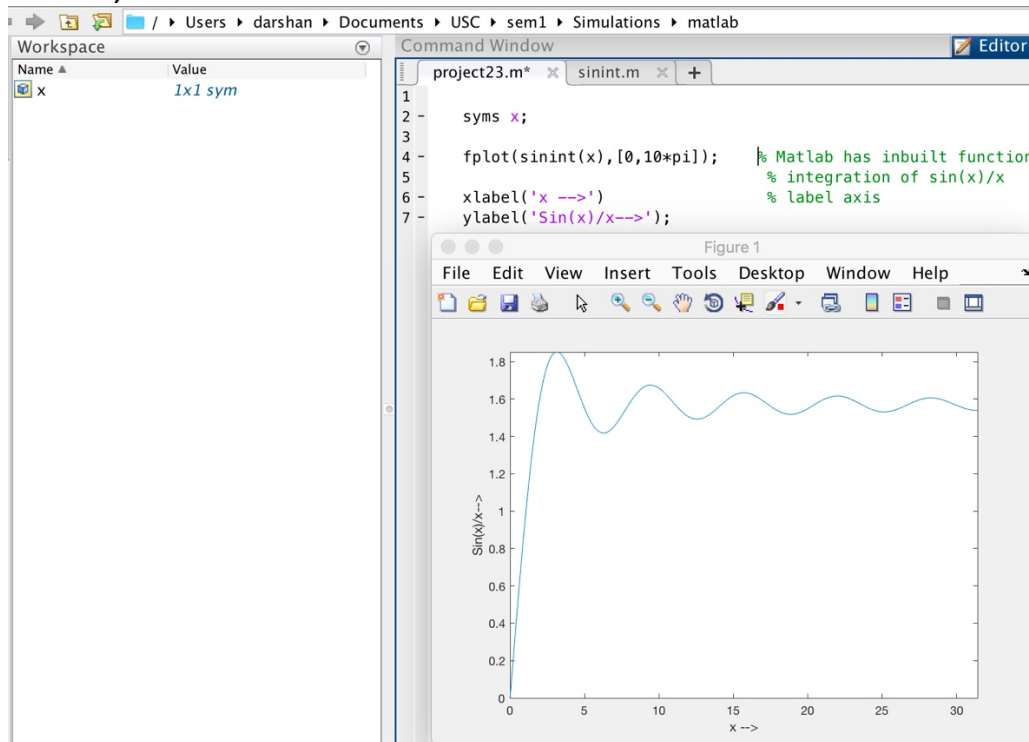 / ▸ Users ▸ darshan ▸ Documents ▸ USC ▸ sem1 ▸ Simulations ▸ matlab
Workspace
Name ▲ Value
x 1x1 sym
Command Window
Editor
project23.m* sinint.m +
1
2 - syms x;
3
4 - fplot(sinint(x),[0,10*pi]); % Matlab has inbuilt function
5 % integration of sin(x)/x
6 - xlabel('x -->') % label axis
7 - ylabel('Sin(x)/x-->');
Figure 1
File Edit View Insert Tools Desktop Window Help
1.8
1.6
1.4
1.2
1
0.8
0.6
0.4
0.2
0
Sin(x)/x-->
0 5 10 15 20 25 30
x -->